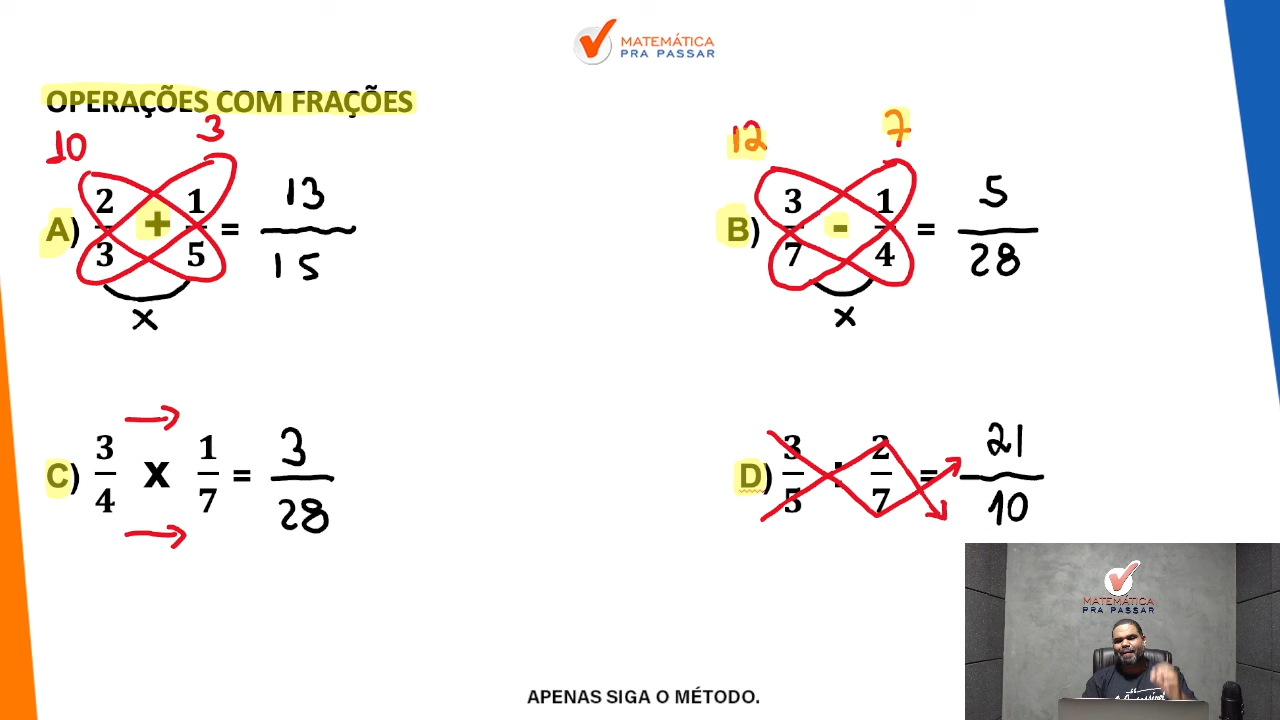 MATEMÁTICA
PRA PASSAR
OPERAÇÕES COM FRAÇÕES
10 3
A) 2/3 + 1/5 = 13/15
x
12 7
B) 3/7 - 1/4 = 5/28
x
C) 3/4 x 1/7 = 3/28
D) 3/5 : 2/7 = 21/10
MATEMÁTICA
PRA PASSAR
APENAS SIGA O MÉTODO.